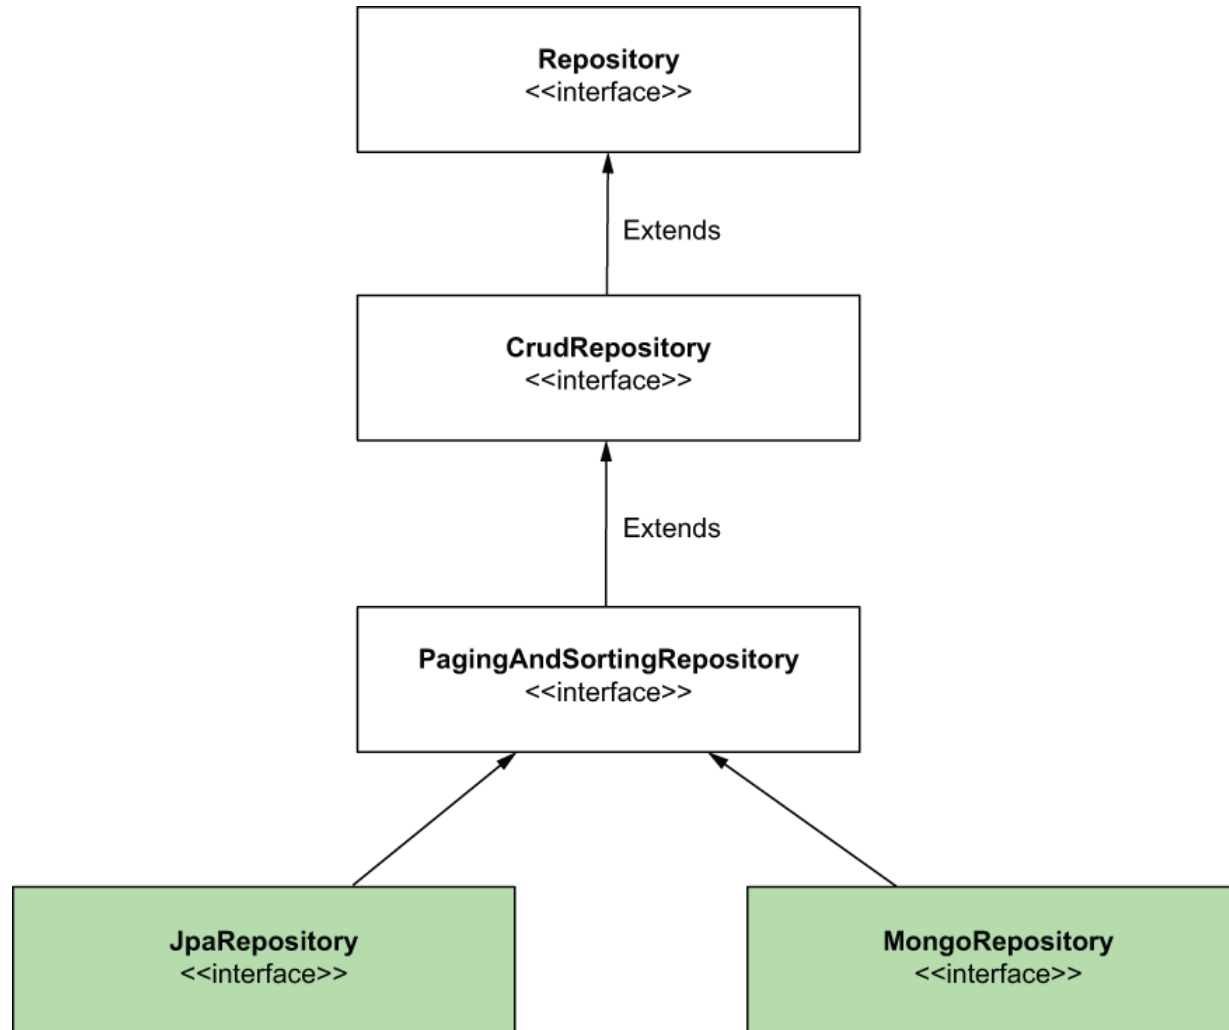 Repository
<<interface>>
Extends
CrudRepository
<<interface>>
Extends
PagingAndSortingRepository
<<interface>>
JpaRepository
<<interface>>
MongoRepository
<<interface>>